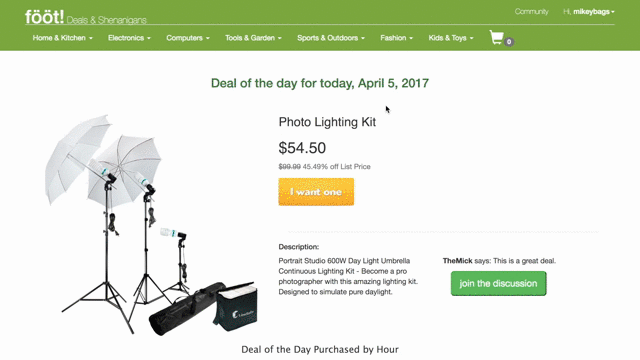 fööt! Deals & Shenanigans
Community Hi, mikeybags
Home & Kitchen Electronics Computers Tools & Garden Sports & Outdoors Fashion Kids & Toys 0
Deal of the day for today, April 5, 2017
Photo Lighting Kit
$54.50
$99.99 45.49% off List Price
I want one
Description:
Portrait Studio 600W Day Light Umbrella
Continuous Lighting Kit - Become a pro
photographer with this amazing lighting kit.
Designed to simulate pure daylight.
TheMick says: This is a great deal.
join the discussion
Deal of the Day Purchased by Hour